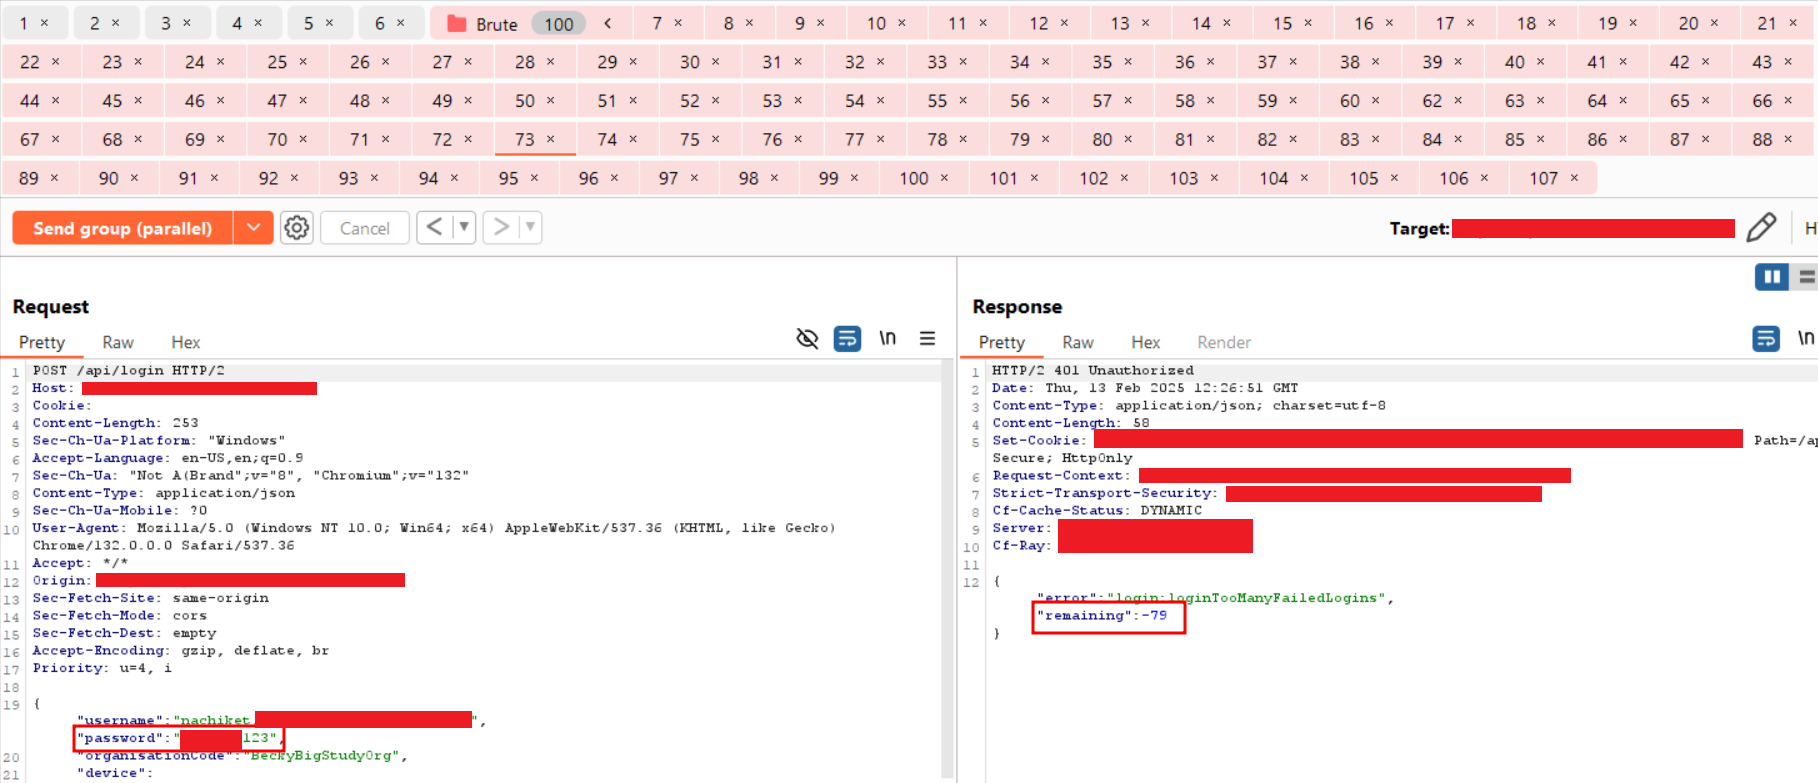 1 × 2 × 3 × 4 × 5 × 6 × Brute 100 < 7 × 8 × 9 × 10 × 11 × 12 × 13 × 14 × 15 × 16 × 17 × 18 × 19 × 20 × 21 ×
22 × 23 × 24 × 25 × 26 × 27 × 28 × 29 × 30 × 31 × 32 × 33 × 34 × 35 × 36 × 37 × 38 × 39 × 40 × 41 × 42 × 43 ×
44 × 45 × 46 × 47 × 48 × 49 × 50 × 51 × 52 × 53 × 54 × 55 × 56 × 57 × 58 × 59 × 60 × 62 × 63 × 64 × 65 × 66 ×
67 × 68 × 69 × 70 × 71 × 72 × 73 × 74 × 75 × 76 × 77 × 78 × 79 × 80 × 81 × 82 × 83 × 84 × 85 × 86 × 87 × 88 ×
89 × 90 × 91 × 92 × 93 × 94 × 95 × 96 × 97 × 98 × 99 × 100 × 101 × 102 × 103 × 104 × 105 × 106 × 107 ×
Send group (parallel) Cancel < > Target: H
Request
Pretty Raw Hex \n
1 POST /api/login HTTP/2
2 Host:
3 Cookie:
4 Content-Length: 253
5 Sec-Ch-Ua-Platform: "Windows"
6 Accept-Language: en-US,en;q=0.9
7 Sec-Ch-Ua: "Not A(Brand";v="8", "Chromium";v="132"
8 Content-Type: application/json
9 Sec-Ch-Ua-Mobile: ?0
10 User-Agent: Mozilla/5.0 (Windows NT 10.0; Win64; x64) AppleWebKit/537.36 (KHTML, like Gecko)
Chrome/132.0.0.0 Safari/537.36
11 Accept: */*
12 Origin:
13 Sec-Fetch-Site: same-origin
14 Sec-Fetch-Mode: cors
15 Sec-Fetch-Dest: empty
16 Accept-Encoding: gzip, deflate, br
17 Priority: u=4, i
18
19 {
"username":"nachiket ",
"password":" 123",
20 "organisationCode":"BeckyBigStudyOrg",
21 "device":
Response
Pretty Raw Hex Render \n
1 HTTP/2 401 Unauthorized
2 Date: Thu, 13 Feb 2025 12:26:51 GMT
3 Content-Type: application/json; charset=utf-8
4 Content-Length: 58
5 Set-Cookie: Path=/ap
Secure; HttpOnly
6 Request-Context:
7 Strict-Transport-Security:
8 Cf-Cache-Status: DYNAMIC
9 Server:
10 Cf-Ray:
11
12 {
"error":"login:loginTooManyFailedLogins",
"remaining":-79
}